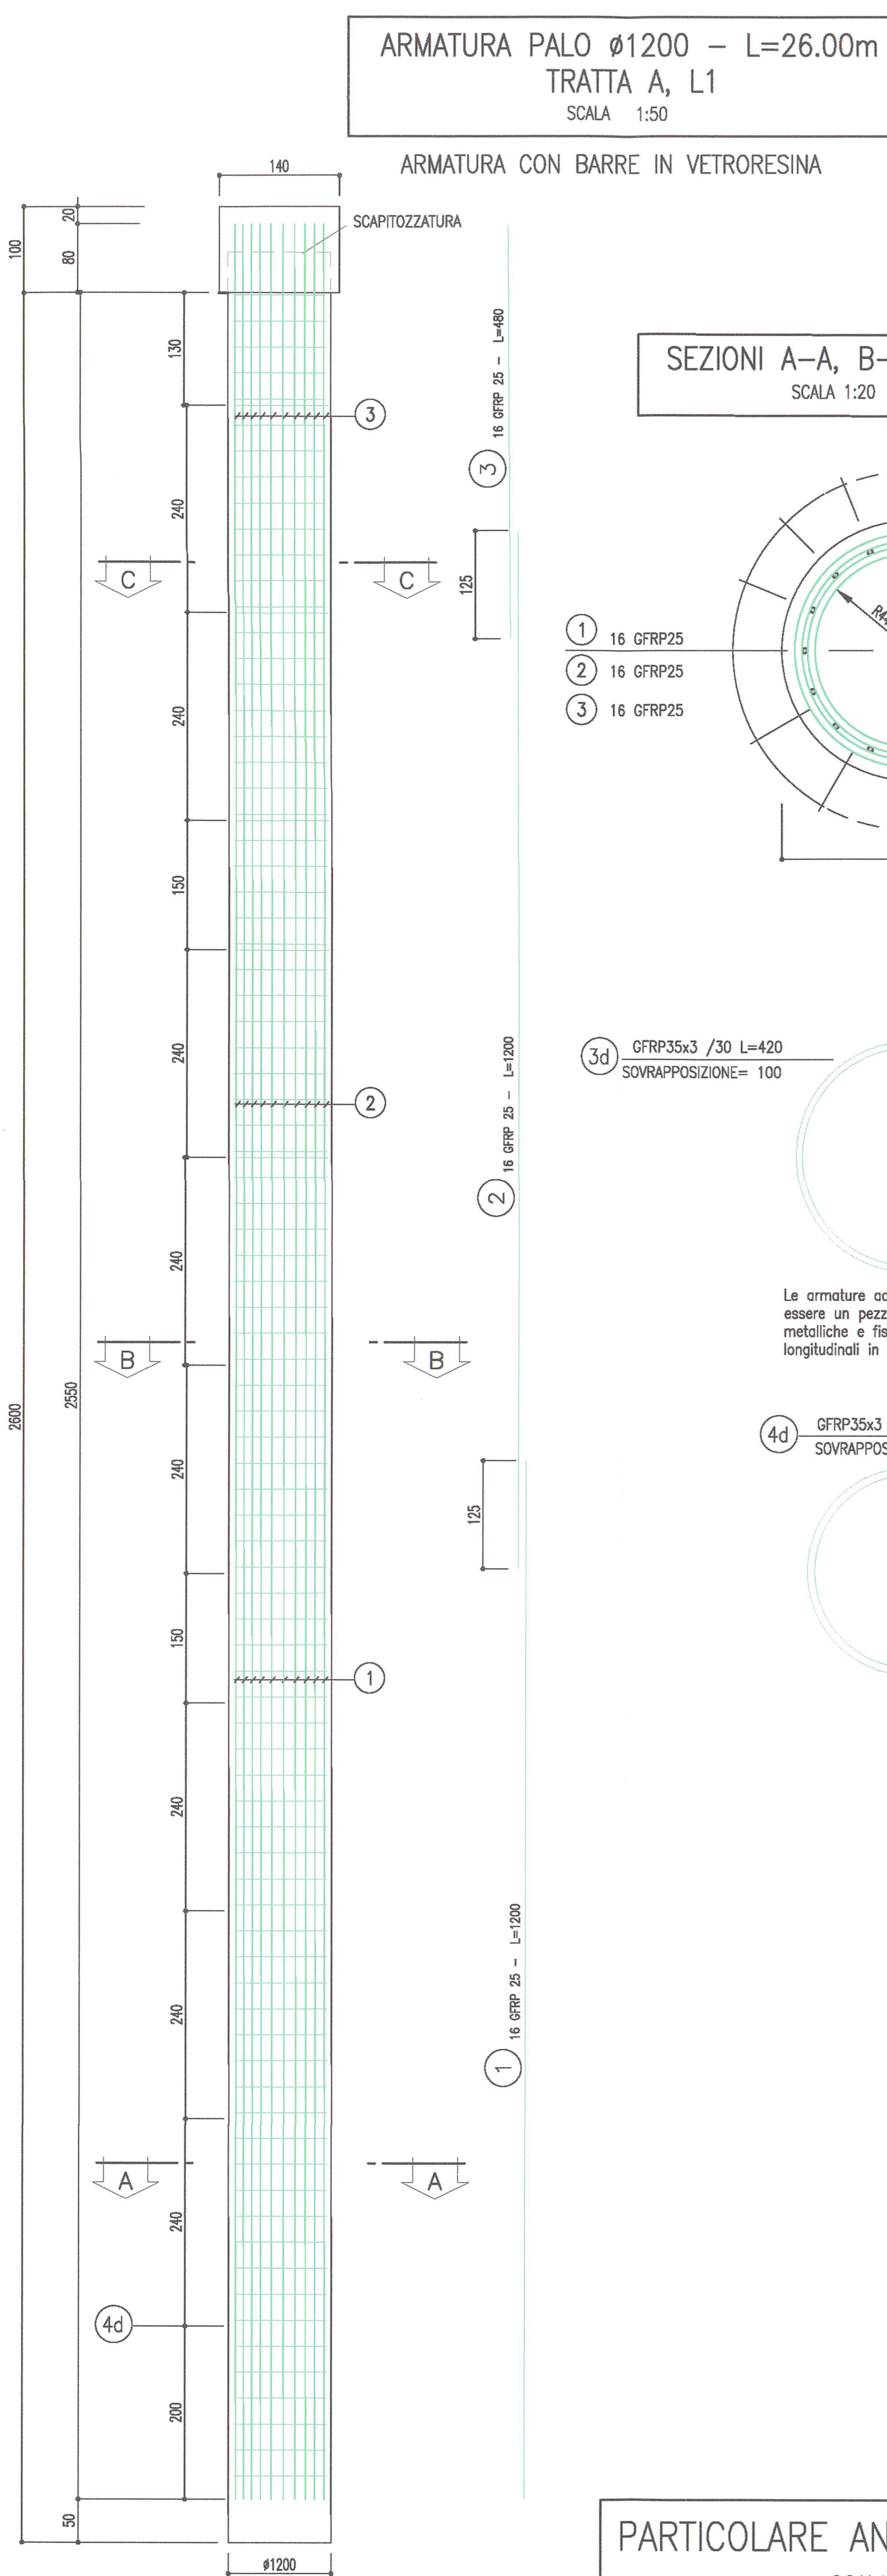 ARMATURA PALO ø1200 – L=26.00m
TRATTA A, L1
SCALA 1:50
ARMATURA CON BARRE IN VETRORESINA
140
SCAPITOZZATURA
20
100
80
130
3
16 GFRP 25 – L=480
3
SEZIONI A–A, B–
SCALA 1:20
240
C
C
125
1 16 GFRP25
2 16 GFRP25
3 16 GFRP25
240
150
240
2
16 GFRP 25 – L=1200
2
3d GFRP35x3 /30 L=420
SOVRAPPOSIZIONE= 100
240
Le armature
essere un pezz
metalliche e fis
longitudinali in
B
B
2600
2550
240
125
4d GFRP35x3
SOVRAPPOS
150
1
240
16 GFRP 25 – L=1200
1
240
A
A
240
4d
200
50
ø1200
PARTICOLARE AN